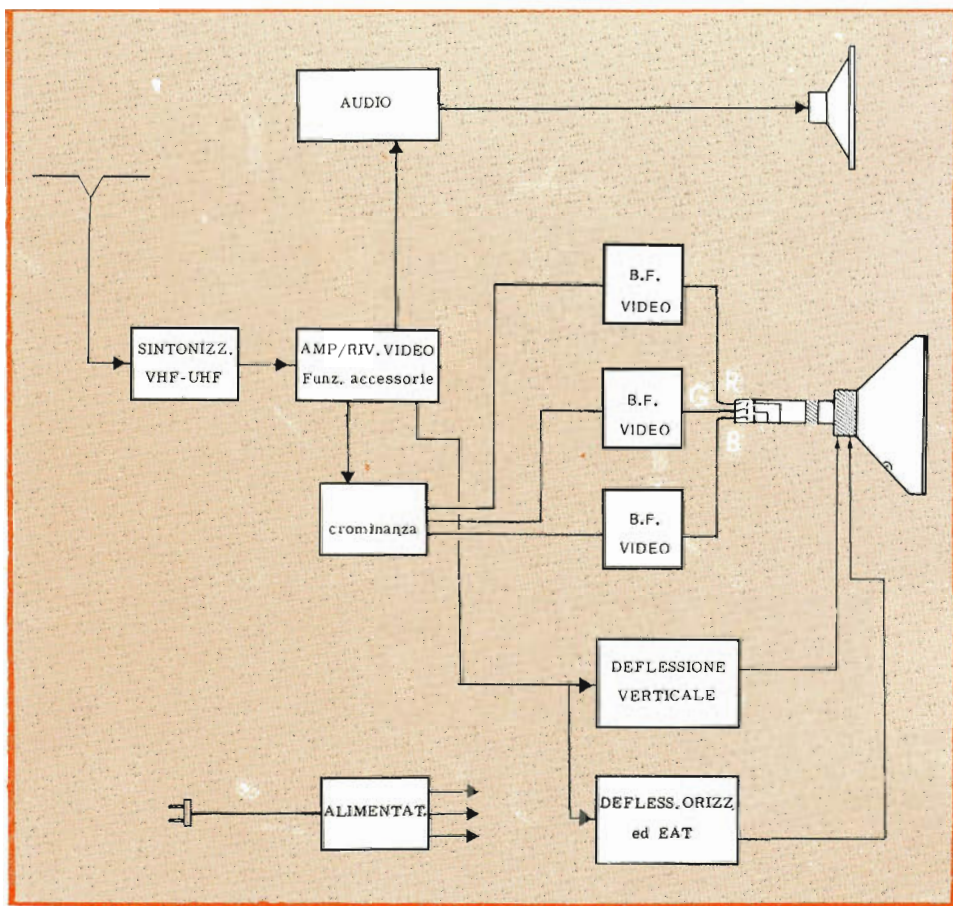 AUDIO
B.F.
VIDEO
SINTONIZZ.
VHF-UHF
AMP/RIV. VIDEO
Funz. accessorie
R
B.F.
VIDEO
G
B
crominanza
B.F.
VIDEO
DEFLESSIONE
VERTICALE
ALIMENTAT.
DEFLESS.ORIZZ.
ed EAT